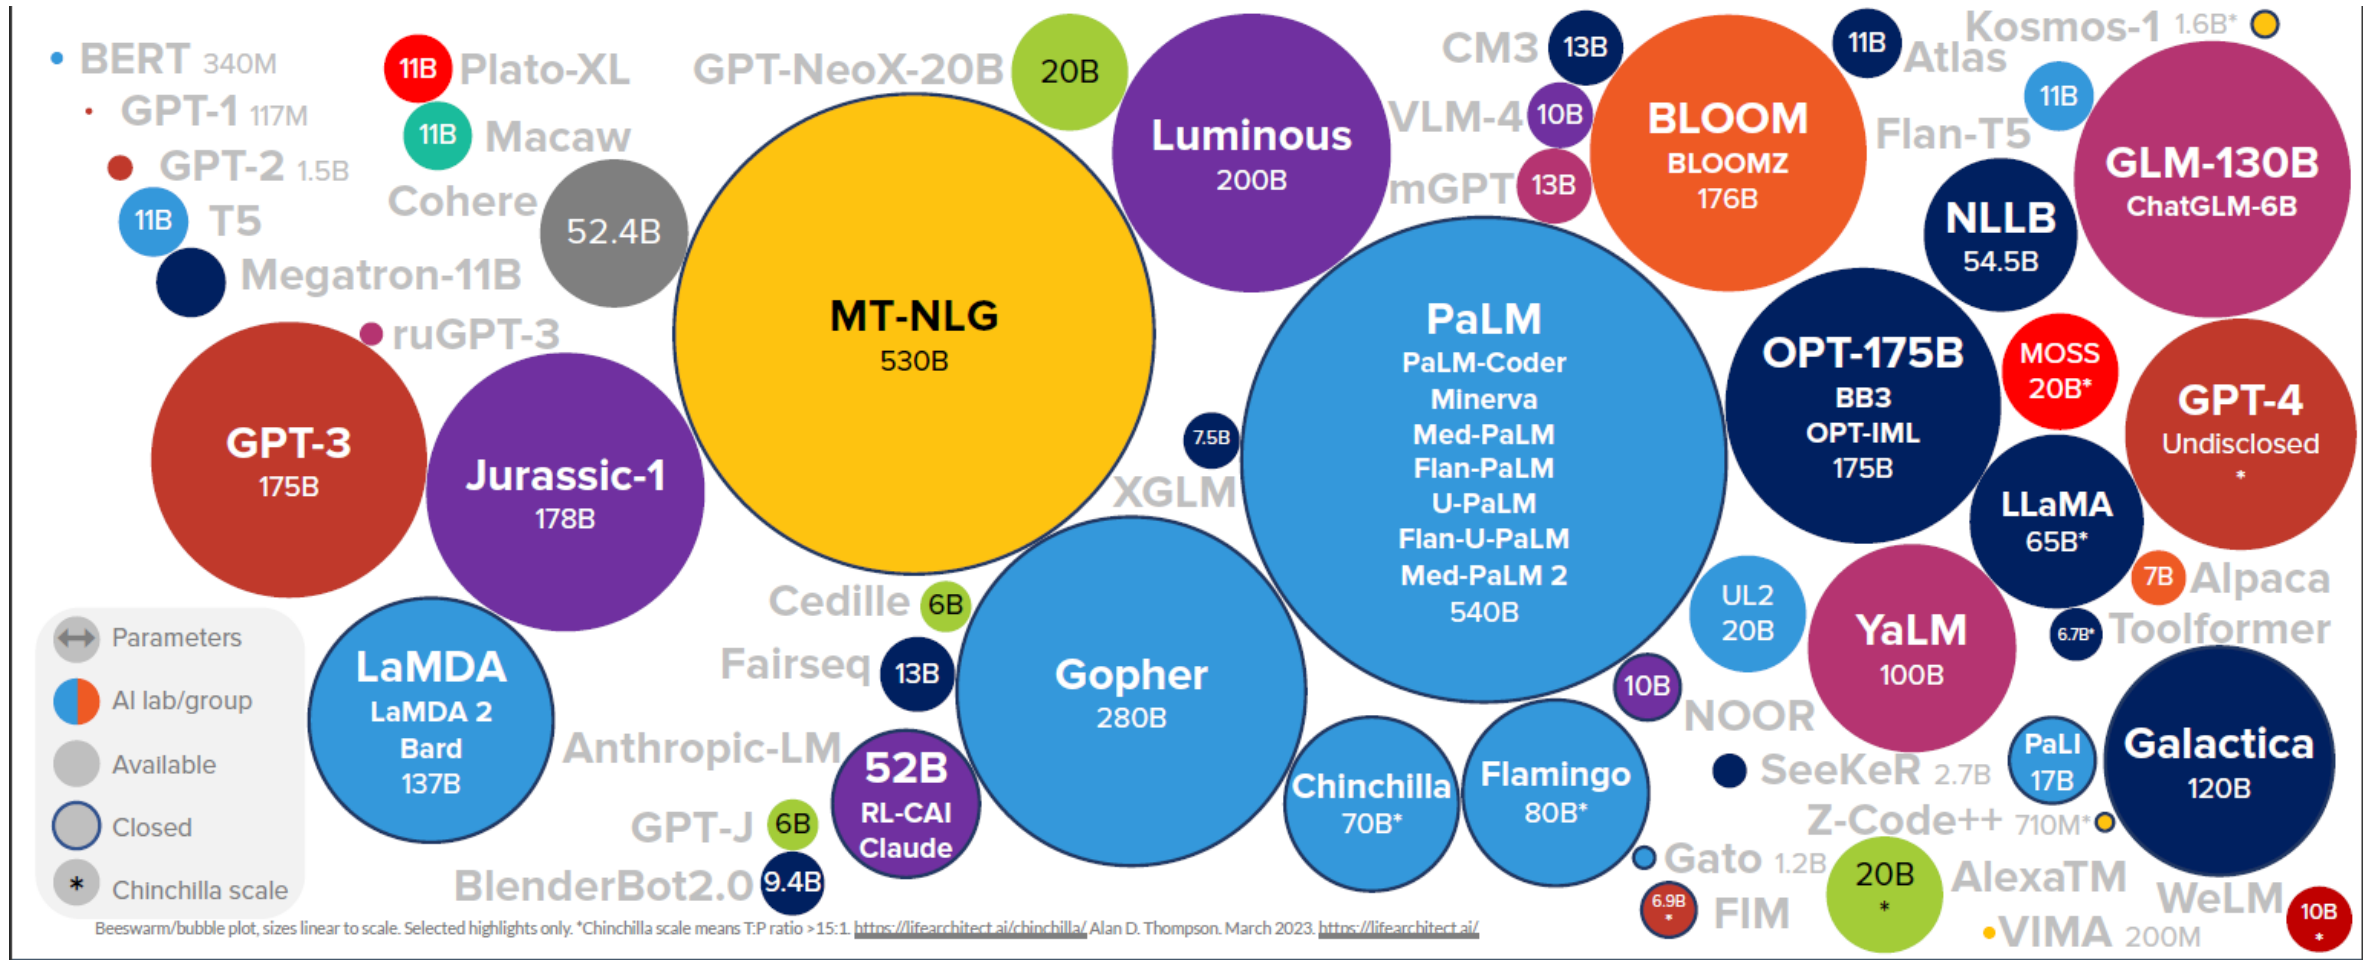 BERT 340M
GPT-1 117M
GPT-2 1.5B
11B T5
Megatron-11B
ruGPT-3
11B Plato-XL
11B Macaw
Cohere 52.4B
GPT-NeoX-20B 20B
MT-NLG
530B
Luminous
200B
CM3 13B
VLM-4 10B
mGPT 13B
BLOOM
BLOOMZ
176B
11B Atlas
Kosmos-1 1.6B*
11B
Flan-T5
GLM-130B
ChatGLM-6B
NLLB
54.5B
GPT-3
175B
Jurassic-1
178B
7.5B
XGLM
PaLM
PaLM-Coder
Minerva
Med-PaLM
Flan-PaLM
U-PaLM
Flan-U-PaLM
Med-PaLM 2
540B
OPT-175B
BB3
OPT-IML
175B
MOSS
20B*
GPT-4
Undisclosed
*
LLaMA
65B*
7B Alpaca
6.7B* Toolformer
UL2
20B
YaLM
100B
LaMDA
LaMDA 2
Bard
137B
Cedille 6B
Fairseq 13B
Gopher
280B
Anthropic-LM
52B
RL-CAI
Claude
GPT-J 6B
BlenderBot2.0 9.4B
Chinchilla
70B*
Flamingo
80B*
10B
NOOR
SeeKeR 2.7B
PaLI
17B
Galactica
120B
Z-Code++ 710M*
Gato 1.2B
6.9B
*
FIM
20B
*
AlexaTM
VIMA 200M
WeLM
10B
*
Parameters
AI lab/group
Available
Closed
* Chinchilla scale
Beeswarm/bubble plot, sizes linear to scale. Selected highlights only. *Chinchilla scale means T:P ratio >15:1. https://lifearchitect.ai/chinchilla/ Alan D. Thompson. March 2023. https://lifearchitect.ai/